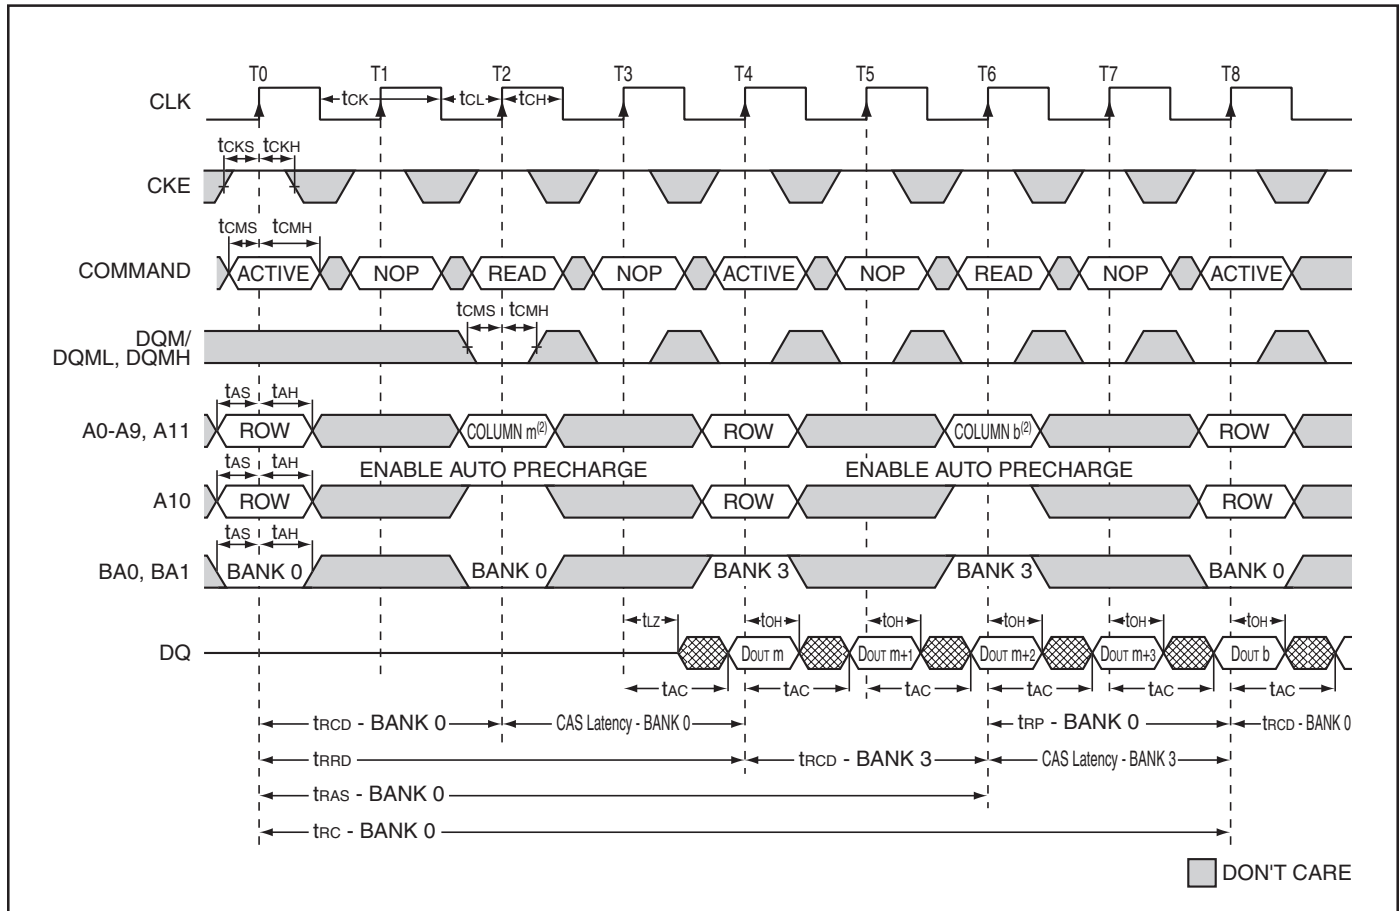 T0 T1 T2 T3 T4 T5 T6 T7 T8
CLK tCK tCL tCH
tCKS tCKH
CKE
tCMS tCMH
COMMAND ACTIVE NOP READ NOP ACTIVE NOP READ NOP ACTIVE
tCMS tCMH
DQM/
DQML, DQMH
tAS tAH
A0-A9, A11 ROW COLUMN m(2) ROW COLUMN b(2) ROW
tAS tAH ENABLE AUTO PRECHARGE ENABLE AUTO PRECHARGE
A10 ROW ROW ROW
tAS tAH
BA0, BA1 BANK 0 BANK 0 BANK 3 BANK 3 BANK 0
tLZ tOH tOH tOH tOH tOH
DQ DOUT m DOUT m+1 DOUT m+2 DOUT m+3 DOUT b
tAC tAC tAC tAC tAC tAC
tRCD - BANK 0 CAS Latency - BANK 0 tRP - BANK 0 tRCD - BANK 0
tRRD tRCD - BANK 3 CAS Latency - BANK 3
tRAS - BANK 0
tRC - BANK 0
DON'T CARE